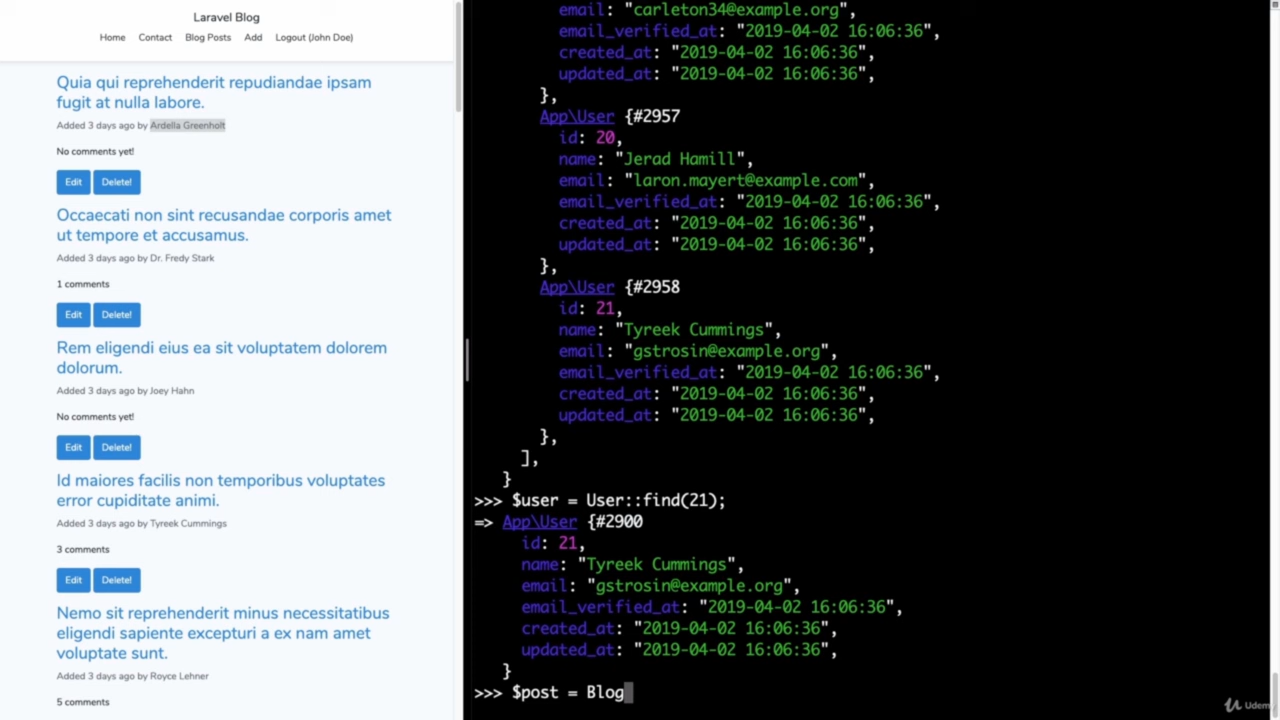 Laravel Blog
Home Contact Blog Posts Add Logout (John Doe)
Quia qui reprehenderit repudiandae ipsam
fugit at nulla labore.
Added 3 days ago by Ardella Greenholt
No comments yet!
Edit Delete!
Occaecati non sint recusandae corporis amet
ut tempore et accusamus.
Added 3 days ago by Dr. Fredy Stark
1 comments
Edit Delete!
Rem eligendi eius ea sit voluptatem dolorem
dolorum.
Added 3 days ago by Joey Hahn
No comments yet!
Edit Delete!
Id maiores facilis non temporibus voluptates
error cupiditate animi.
Added 3 days ago by Tyreek Cummings
3 comments
Edit Delete!
Nemo sit reprehenderit minus necessitatibus
eligendi sapiente excepturi a ex nam amet
voluptate sunt.
Added 3 days ago by Royce Lehner
5 comments
email: "carleton34@example.org",
email_verified_at: "2019-04-02 16:06:36",
created_at: "2019-04-02 16:06:36",
updated_at: "2019-04-02 16:06:36",
},
App\User {#2957
id: 20,
name: "Jerad Hamill",
email: "laron.mayert@example.com",
email_verified_at: "2019-04-02 16:06:36",
created_at: "2019-04-02 16:06:36",
updated_at: "2019-04-02 16:06:36",
},
App\User {#2958
id: 21,
name: "Tyreek Cummings",
email: "gstrosin@example.org",
email_verified_at: "2019-04-02 16:06:36",
created_at: "2019-04-02 16:06:36",
updated_at: "2019-04-02 16:06:36",
},
],
}
>>> $user = User::find(21);
=> App\User {#2900
id: 21,
name: "Tyreek Cummings",
email: "gstrosin@example.org",
email_verified_at: "2019-04-02 16:06:36",
created_at: "2019-04-02 16:06:36",
updated_at: "2019-04-02 16:06:36",
}
>>> $post = Blog
Udemy